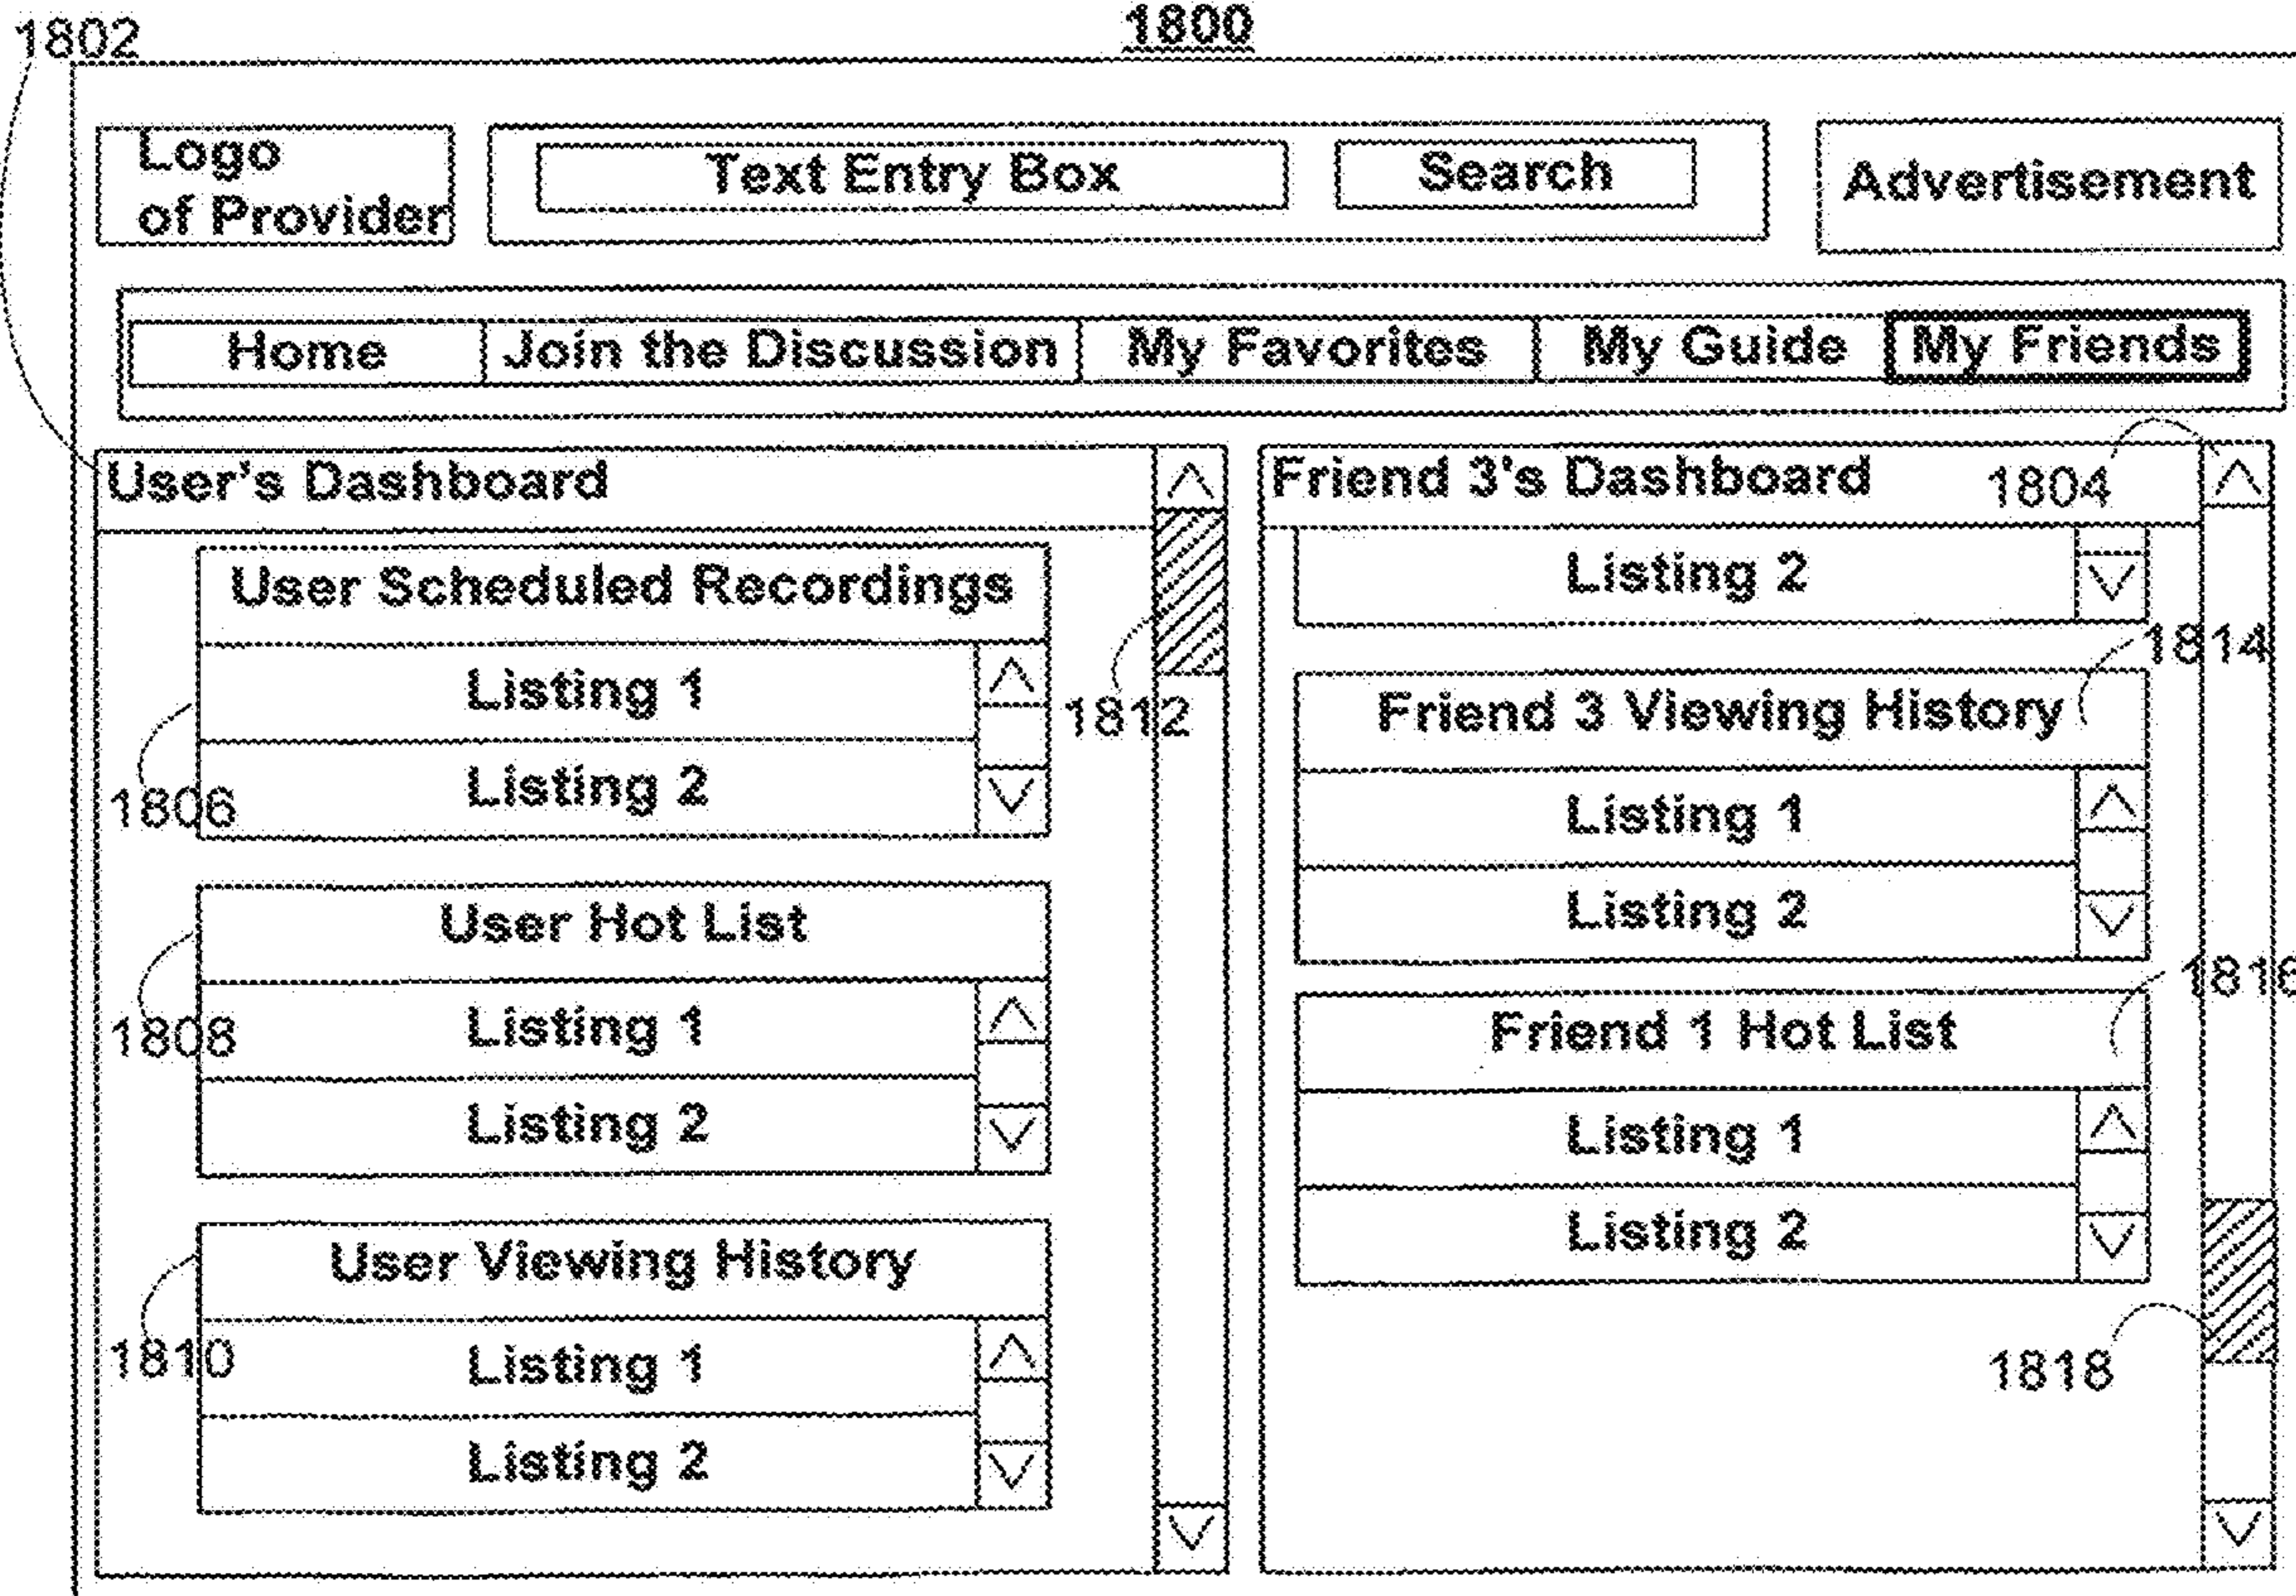 1800
1802
Logo
of Provider
Text Entry Box
Search
Advertisement
Home
Join the Discussion
My Favorites
My Guide
My Friends
User's Dashboard
User Scheduled Recordings
Listing 1
Listing 2
1806
1812
User Hot List
Listing 1
Listing 2
1808
User Viewing History
Listing 1
Listing 2
1810
Friend 3's Dashboard
1804
Listing 2
1814
Friend 3 Viewing History
Listing 1
Listing 2
1816
Friend 1 Hot List
Listing 1
Listing 2
1818